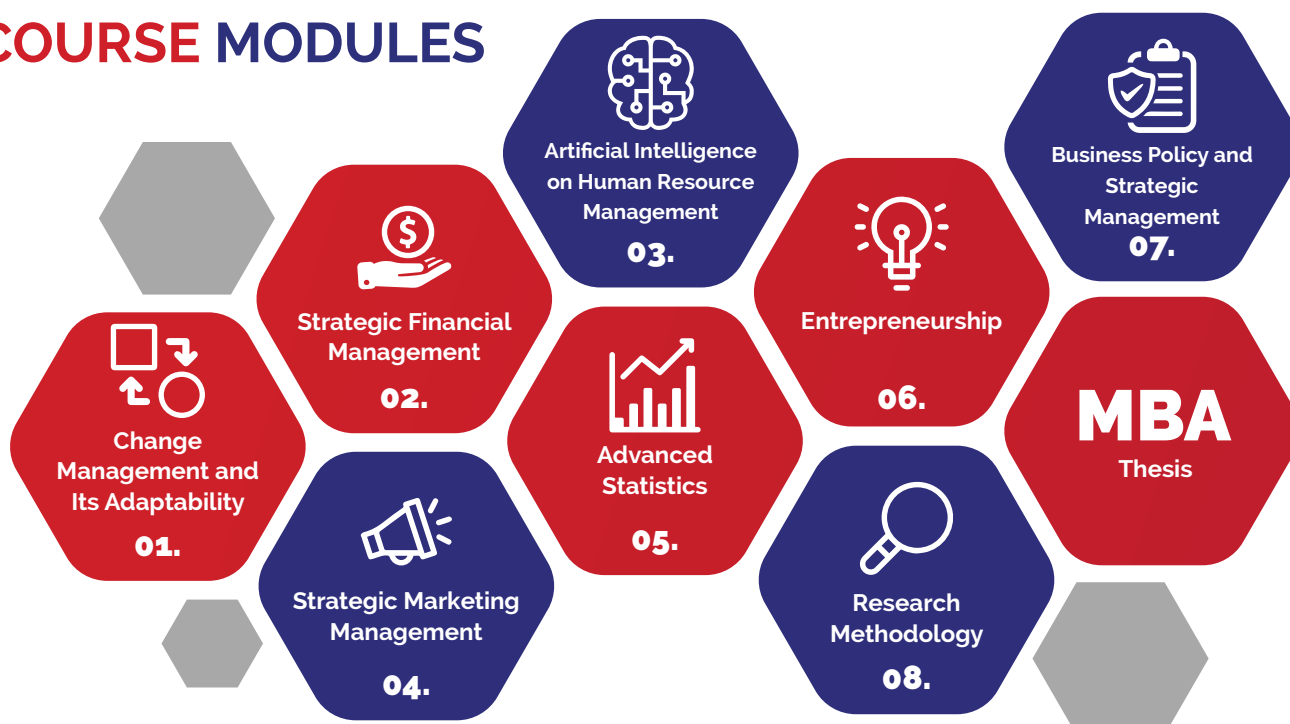 COURSE MODULES
Change
Management and
Its Adaptability
01.
Strategic Financial
Management
02.
Artificial Intelligence
on Human Resource
Management
03.
Strategic Marketing
Management
04.
Advanced
Statistics
05.
Entrepreneurship
06.
Business Policy and
Strategic
Management
07.
Research
Methodology
08.
MBA
Thesis